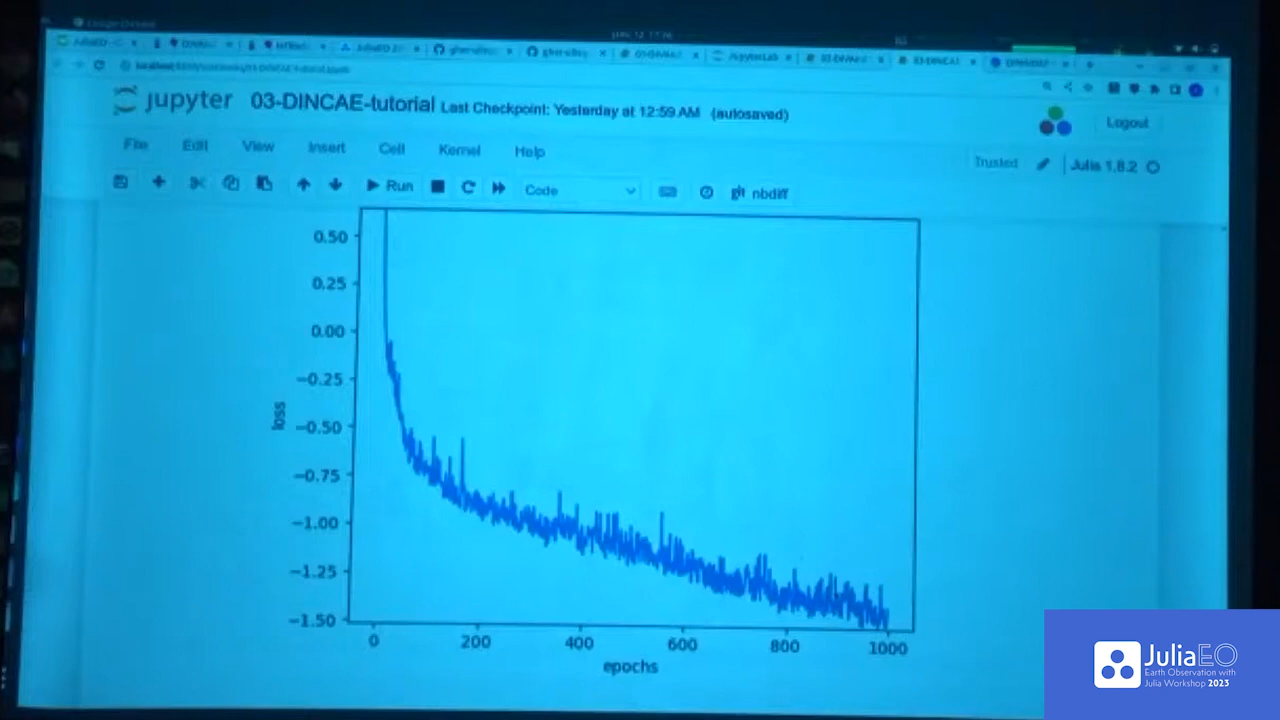 jupyter 03-DINCAE-tutorial Last Checkpoint: Yesterday at 12:59 AM (autosaved)
Logout
File Edit View Insert Cell Kernel Help
Trusted Julia 1.8.2
Run Code nbdiff
0.50
0.25
0.00
−0.25
−0.50
−0.75
−1.00
−1.25
−1.50
loss
0 200 400 600 800 1000
epochs
JuliaEO
Earth Observation with
Julia Workshop 2023